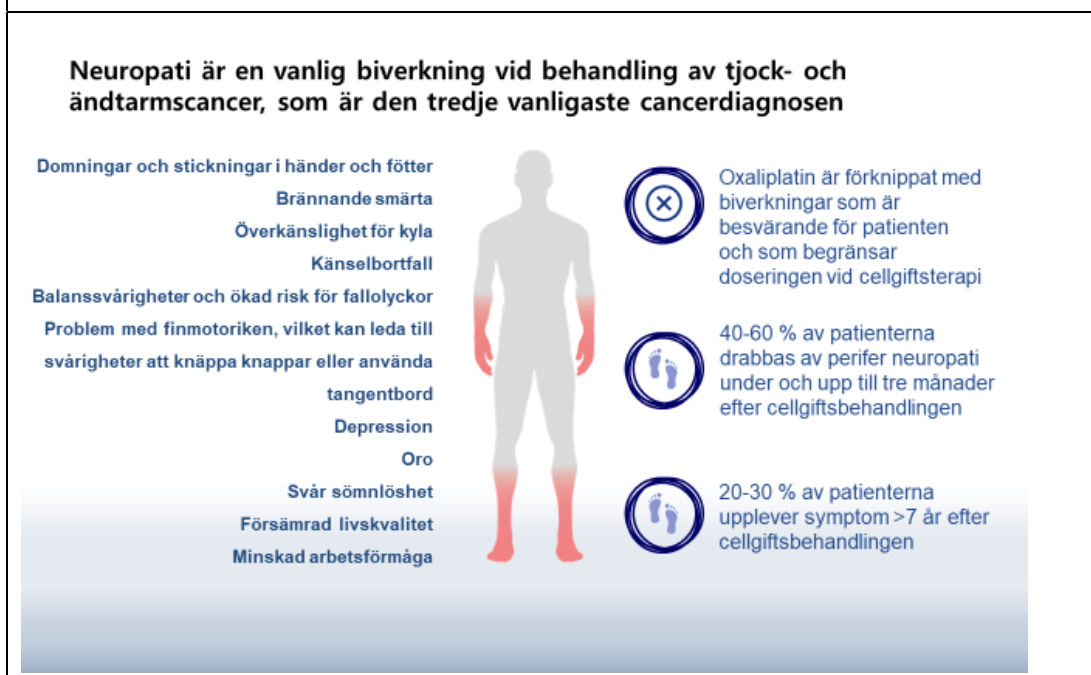 Neuropati är en vanlig biverkning vid behandling av tjock- och
ändtarmscancer, som är den tredje vanligaste cancerdiagnosen
Domningar och stickningar i händer och fötter
Brännande smärta
Överkänslighet för kyla
Känselbortfall
Balanssvårigheter och ökad risk för fallolyckor
Problem med finmotoriken, vilket kan leda till
svårigheter att knäppa knappar eller använda
tangentbord
Depression
Oro
Svår sömnlöshet
Försämrad livskvalitet
Minskad arbetsförmåga
Oxaliplatin är förknippat med
biverkningar som är
besvärande för patienten
och som begränsar
doseringen vid cellgiftsterapi
40-60 % av patienterna
drabbas av perifer neuropati
under och upp till tre månader
efter cellgiftsbehandlingen
20-30 % av patienterna
upplever symptom >7 år efter
cellgiftsbehandlingen